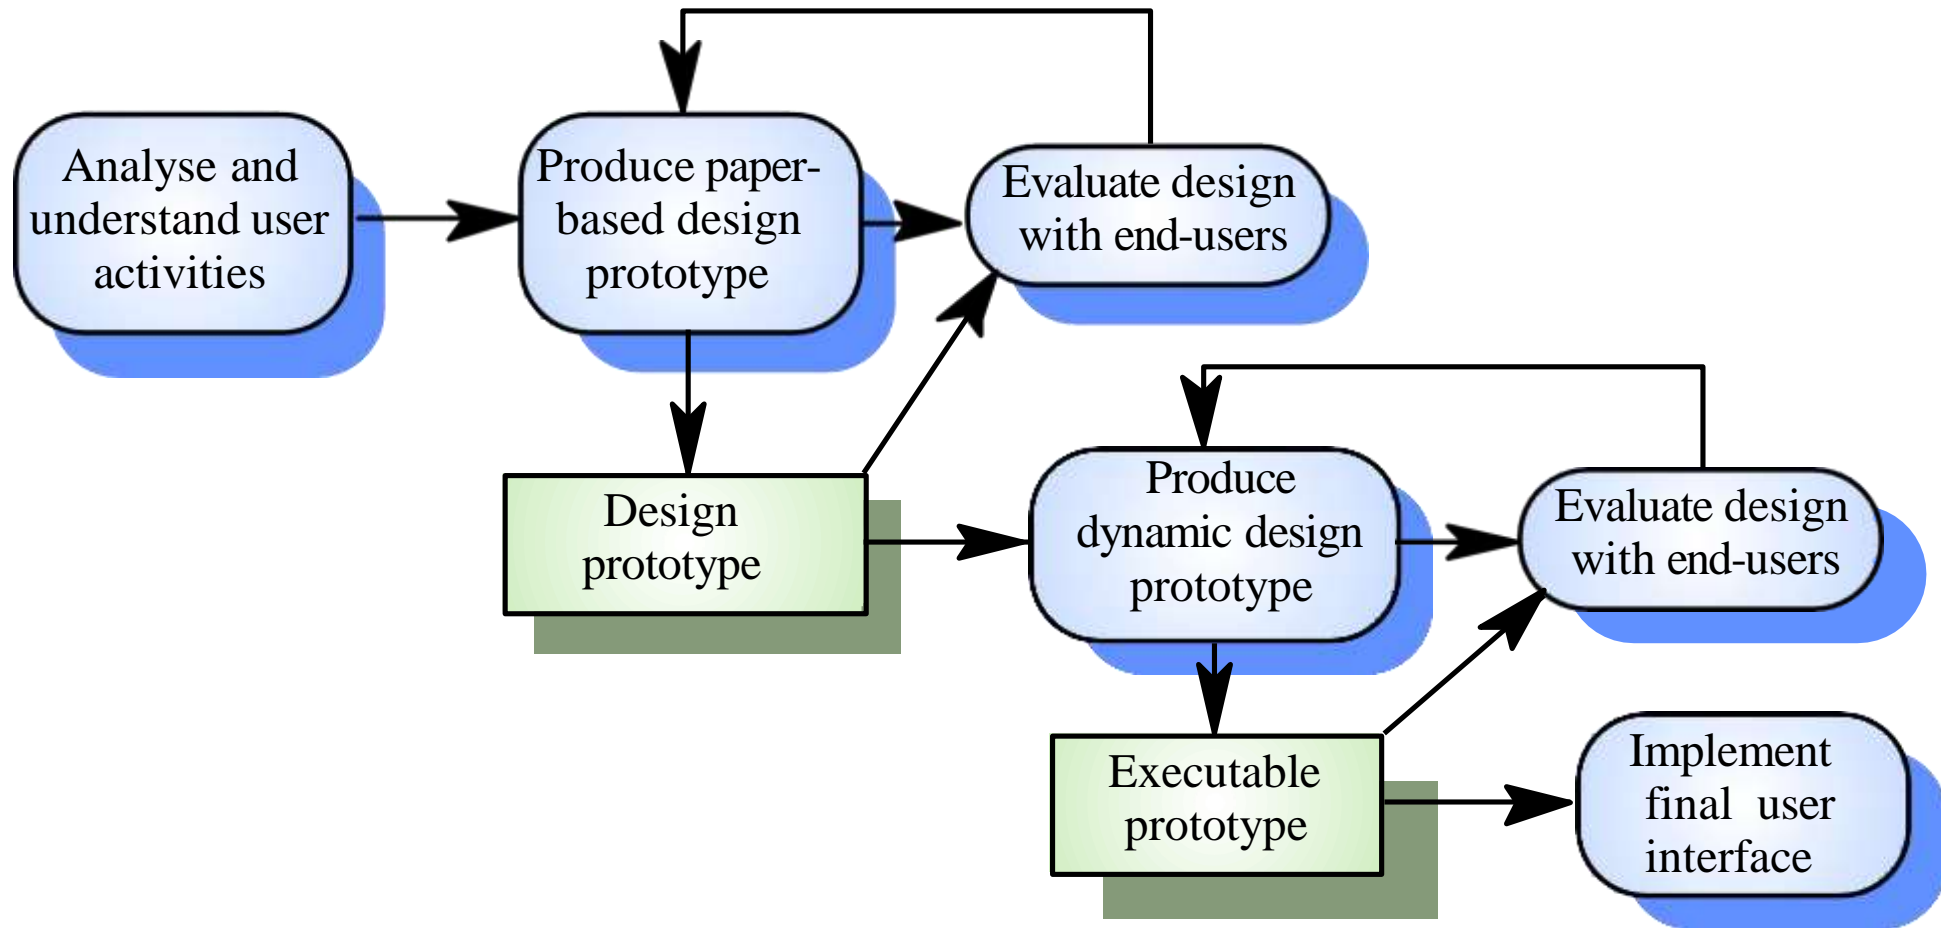 Analyse and
understand user
activities
Produce paper-
based design
prototype
Evaluate design
with end-users
Design
prototype
Produce
dynamic design
prototype
Evaluate design
with end-users
Executable
prototype
Implement
final user
interface